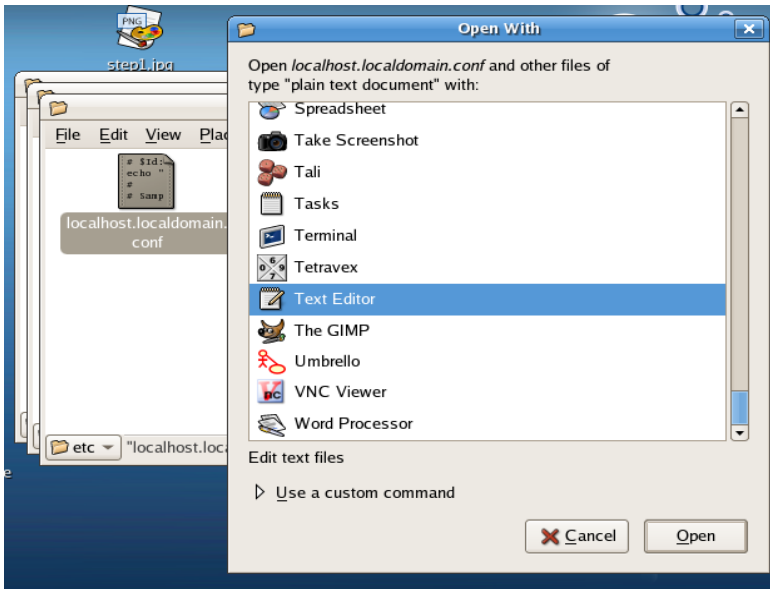 PNG
step1.jpg
File Edit View Plac
# $Id:
echo "
#
# Samp
localhost.localdomain.
conf
etc "localhost.loca
e
Open With
Open localhost.localdomain.conf and other files of
type "plain text document" with:
Spreadsheet
Take Screenshot
Tali
Tasks
Terminal
Tetravex
Text Editor
The GIMP
Umbrello
VNC Viewer
Word Processor
Edit text files
Use a custom command
Cancel
Open